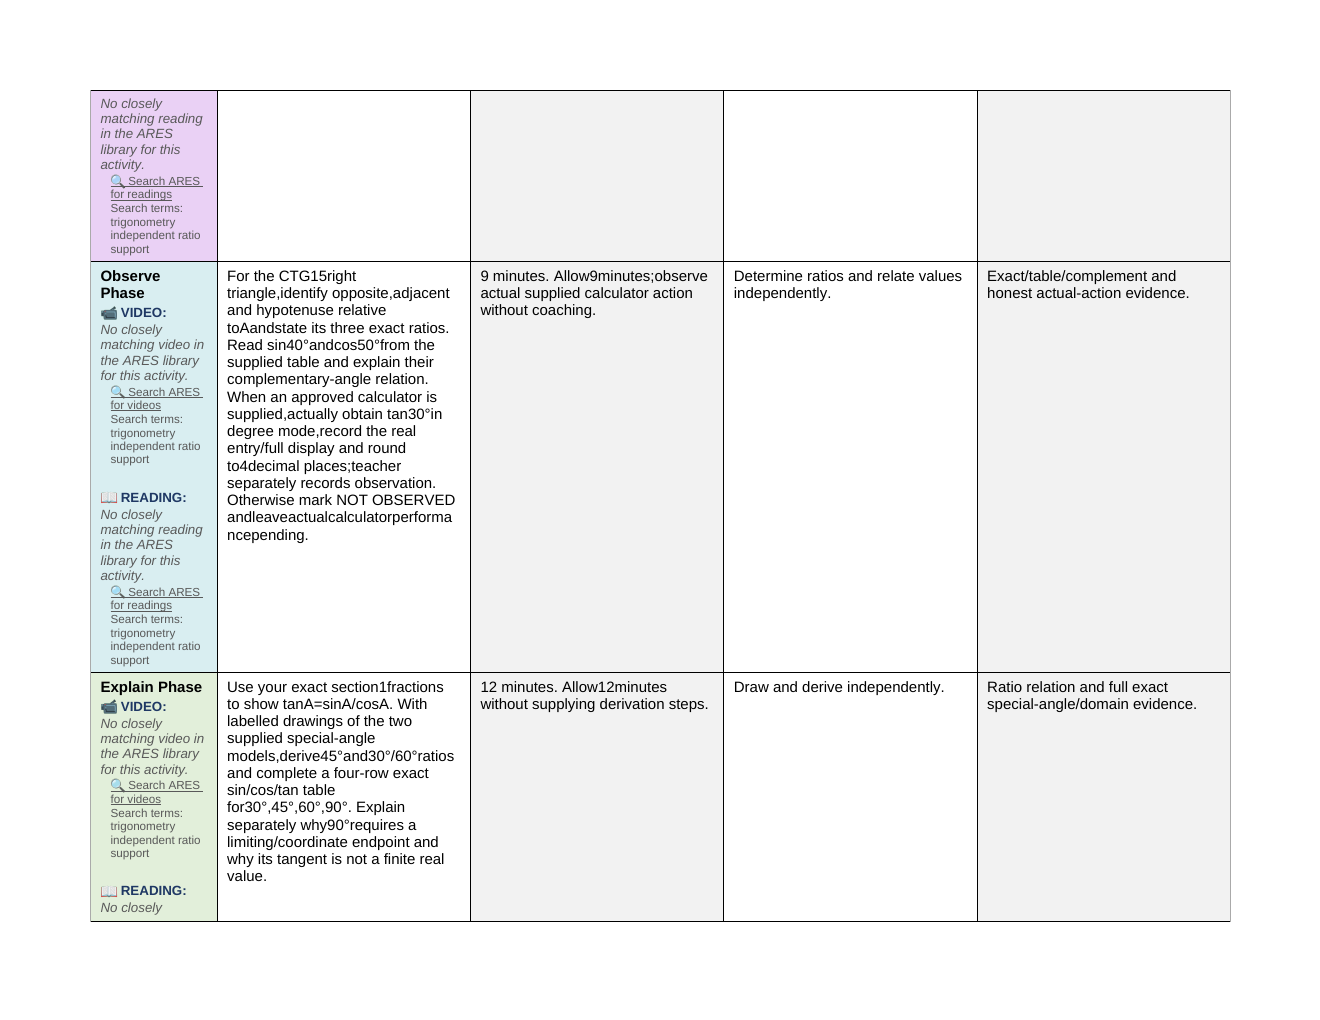 No closely
matching reading
in the ARES
library for this
activity.
🔍 Search ARES
for readings
Search terms:
trigonometry
independent ratio
support
Observe
Phase
📹 VIDEO:
No closely
matching video in
the ARES library
for this activity.
🔍 Search ARES
for videos
Search terms:
trigonometry
independent ratio
support
📖 READING:
No closely
matching reading
in the ARES
library for this
activity.
🔍 Search ARES
for readings
Search terms:
trigonometry
independent ratio
support
For the CTG15right
triangle,identify opposite,adjacent
and hypotenuse relative
toAandstate its three exact ratios.
Read sin40°andcos50°from the
supplied table and explain their
complementary-angle relation.
When an approved calculator is
supplied,actually obtain tan30°in
degree mode,record the real
entry/full display and round
to4decimal places;teacher
separately records observation.
Otherwise mark NOT OBSERVED
andleaveactualcalculatorperforma
ncepending.
9 minutes. Allow9minutes;observe
actual supplied calculator action
without coaching.
Determine ratios and relate values
independently.
Exact/table/complement and
honest actual-action evidence.
Explain Phase
📹 VIDEO:
No closely
matching video in
the ARES library
for this activity.
🔍 Search ARES
for videos
Search terms:
trigonometry
independent ratio
support
📖 READING:
No closely
Use your exact section1fractions
to show tanA=sinA/cosA. With
labelled drawings of the two
supplied special-angle
models,derive45°and30°/60°ratios
and complete a four-row exact
sin/cos/tan table
for30°,45°,60°,90°. Explain
separately why90°requires a
limiting/coordinate endpoint and
why its tangent is not a finite real
value.
12 minutes. Allow12minutes
without supplying derivation steps.
Draw and derive independently.
Ratio relation and full exact
special-angle/domain evidence.